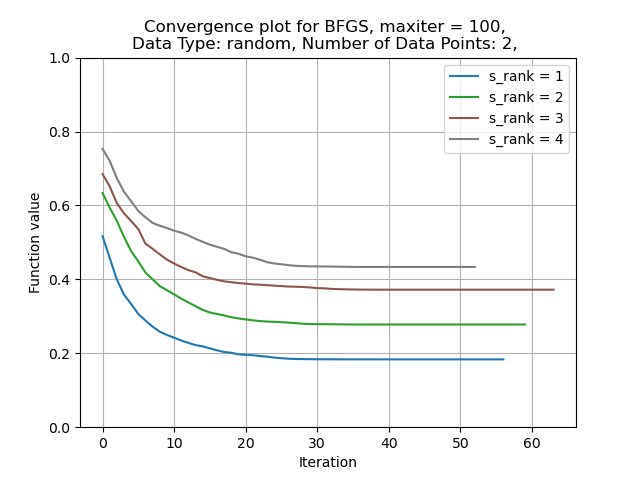 Convergence plot for BFGS, maxiter = 100,
Data Type: random, Number of Data Points: 2,
s_rank = 1
s_rank = 2
s_rank = 3
s_rank = 4
Function value
1.0
0.8
0.6
0.4
0.2
0.0
0 10 20 30 40 50 60
Iteration